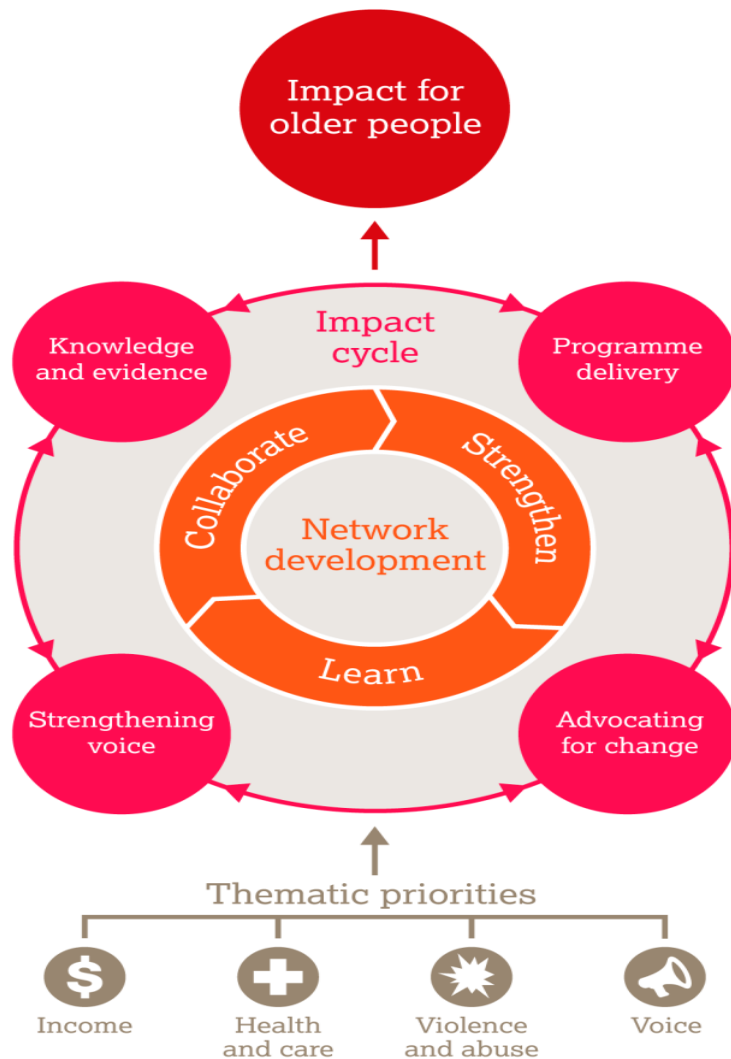 Impact for
older people
Impact
cycle
Knowledge
and evidence
Programme
delivery
Collaborate
Strengthen
Network
development
Learn
Strengthening
voice
Advocating
for change
Thematic priorities
$
Income
Health
and care
Violence
and abuse
Voice